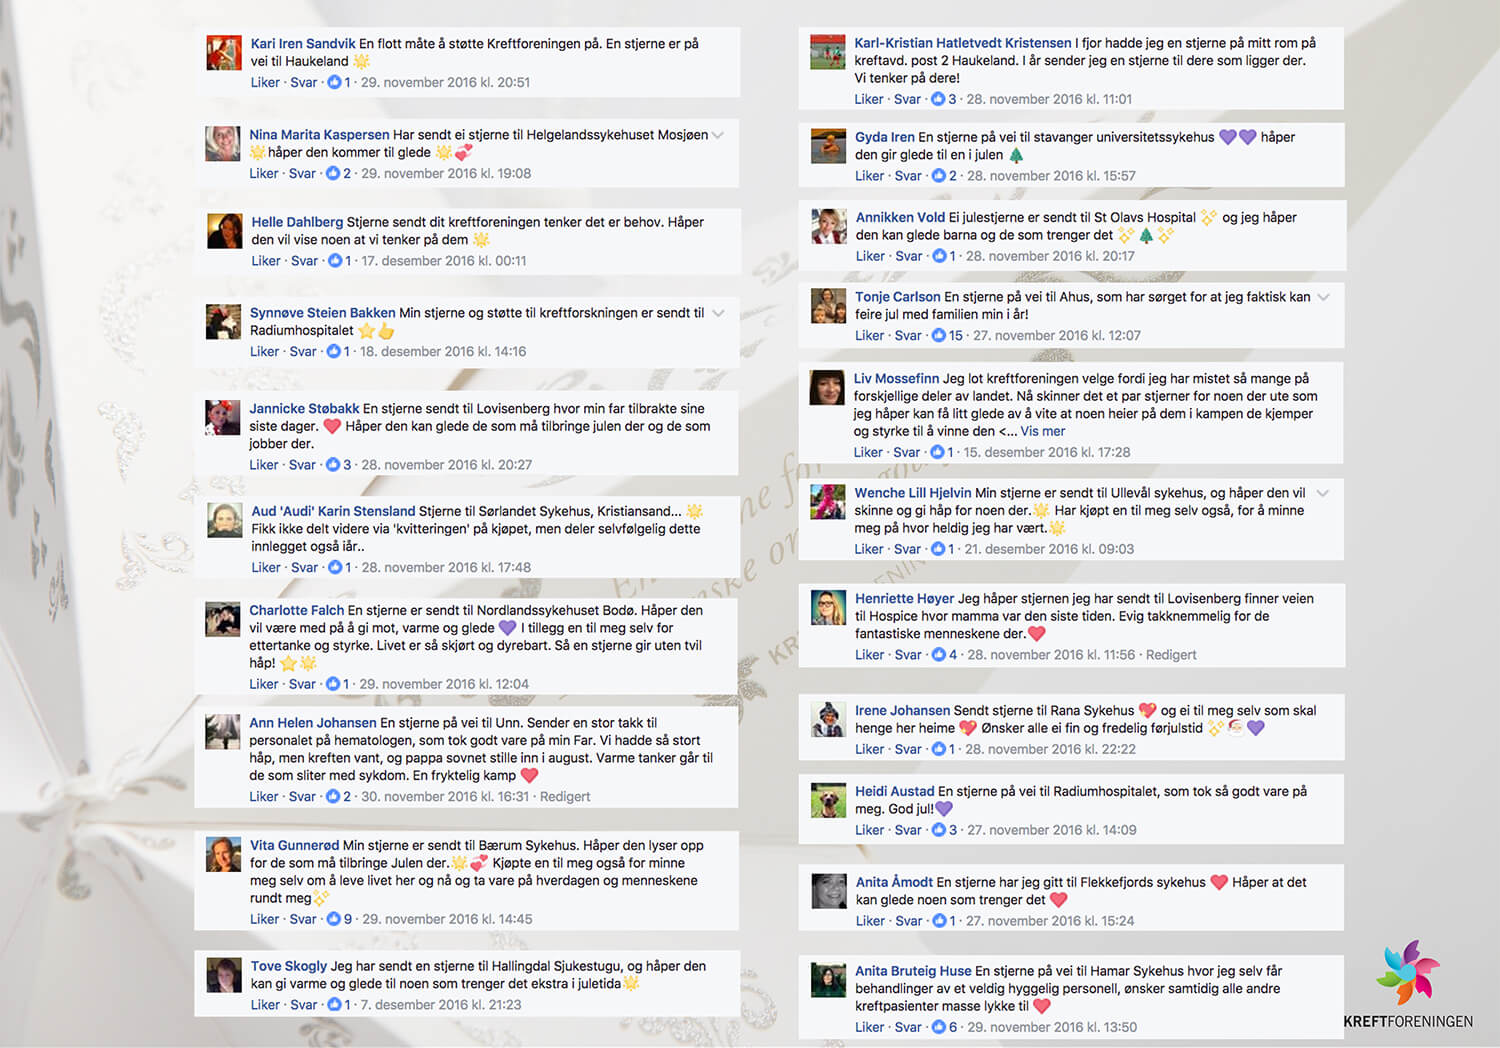 Kari Iren Sandvik En flott måte å støtte Kreftforeningen på. En stjerne er på
vei til Haukeland 🌟
Liker · Svar · 1 · 29. november 2016 kl. 20:51
Nina Marita Kaspersen Har sendt ei stjerne til Helgelandssykehuset Mosjøen
🌟håper den kommer til glede 🌟💞
Liker · Svar · 2 · 29. november 2016 kl. 19:08
Helle Dahlberg Stjerne sendt dit kreftforeningen tenker det er behov. Håper
den vil vise noen at vi tenker på dem 🌟
Liker · Svar · 1 · 17. desember 2016 kl. 00:11
Synnøve Steien Bakken Min stjerne og støtte til kreftforskningen er sendt til
Radiumhospitalet ⭐👍
Liker · Svar · 1 · 18. desember 2016 kl. 14:16
Jannicke Støbakk En stjerne sendt til Lovisenberg hvor min far tilbrakte sine
siste dager. ❤️ Håper den kan glede de som må tilbringe julen der og de som
jobber der.
Liker · Svar · 3 · 28. november 2016 kl. 20:27
Aud 'Audi' Karin Stensland Stjerne til Sørlandet Sykehus, Kristiansand... 🌟
Fikk ikke delt videre via 'kvitteringen' på kjøpet, men deler selvfølgelig dette
innlegget også iår..
Liker · Svar · 1 · 28. november 2016 kl. 17:48
Charlotte Falch En stjerne er sendt til Nordlandssykehuset Bodø. Håper den
vil være med på å gi mot, varme og glede 💜 I tillegg en til meg selv for
ettertanke og styrke. Livet er så skjørt og dyrebart. Så en stjerne gir uten tvil
håp! ⭐🌟
Liker · Svar · 1 · 29. november 2016 kl. 12:04
Ann Helen Johansen En stjerne på vei til Unn. Sender en stor takk til
personalet på hematologen, som tok godt vare på min Far. Vi hadde så stort
håp, men kreften vant, og pappa sovnet stille inn i august. Varme tanker går til
de som sliter med sykdom. En fryktelig kamp ❤️
Liker · Svar · 2 · 30. november 2016 kl. 16:31 · Redigert
Vita Gunnerød Min stjerne er sendt til Bærum Sykehus. Håper den lyser opp
for de som må tilbringe Julen der.🌟💞 Kjøpte en til meg også for minne
meg selv om å leve livet her og nå og ta vare på hverdagen og menneskene
rundt meg✨
Liker · Svar · 9 · 29. november 2016 kl. 14:45
Tove Skogly Jeg har sendt en stjerne til Hallingdal Sjukestugu, og håper den
kan gi varme og glede til noen som trenger det ekstra i juletida🌟
Liker · Svar · 1 · 7. desember 2016 kl. 21:23
Karl-Kristian Hatletvedt Kristensen I fjor hadde jeg en stjerne på mitt rom på
kreftavd. post 2 Haukeland. I år sender jeg en stjerne til dere som ligger der.
Vi tenker på dere!
Liker · Svar · 3 · 28. november 2016 kl. 11:01
Gyda Iren En stjerne på vei til stavanger universitetssykehus 💜💜 håper
den gir glede til en i julen 🌲
Liker · Svar · 2 · 28. november 2016 kl. 15:57
Annikken Vold Ei julestjerne er sendt til St Olavs Hospital ✨ og jeg håper
den kan glede barna og de som trenger det ✨🌲✨
Liker · Svar · 1 · 28. november 2016 kl. 20:17
Tonje Carlson En stjerne på vei til Ahus, som har sørget for at jeg faktisk kan
feire jul med familien min i år!
Liker · Svar · 15 · 27. november 2016 kl. 12:07
Liv Mossefinn Jeg lot kreftforeningen velge fordi jeg har mistet så mange på
forskjellige deler av landet. Nå skinner det et par stjerner for noen der ute som
jeg håper kan få litt glede av å vite at noen heier på dem i kampen de kjemper
og styrke til å vinne den <... Vis mer
Liker · Svar · 1 · 15. desember 2016 kl. 17:28
Wenche Lill Hjelvin Min stjerne er sendt til Ullevål sykehus, og håper den vil
skinne og gi håp for noen der.🌟 Har kjøpt en til meg selv også, for å minne
meg på hvor heldig jeg har vært.🌟
Liker · Svar · 1 · 21. desember 2016 kl. 09:03
Henriette Høyer Jeg håper stjernen jeg har sendt til Lovisenberg finner veien
til Hospice hvor mamma var den siste tiden. Evig takknemmelig for de
fantastiske menneskene der.❤️
Liker · Svar · 4 · 28. november 2016 kl. 11:56 · Redigert
Irene Johansen Sendt stjerne til Rana Sykehus 💖 og ei til meg selv som skal
henge her heime 💖 Ønsker alle ei fin og fredelig førjulstid ✨🎅💜
Liker · Svar · 1 · 28. november 2016 kl. 22:22
Heidi Austad En stjerne på vei til Radiumhospitalet, som tok så godt vare på
meg. God jul!💜
Liker · Svar · 3 · 27. november 2016 kl. 14:09
Anita Åmodt En stjerne har jeg gitt til Flekkefjords sykehus ❤️ Håper at det
kan glede noen som trenger det ❤️
Liker · Svar · 1 · 27. november 2016 kl. 15:24
Anita Bruteig Huse En stjerne på vei til Hamar Sykehus hvor jeg selv får
behandlinger av et veldig hyggelig personell, ønsker samtidig alle andre
kreftpasienter masse lykke til ❤️
Liker · Svar · 6 · 29. november 2016 kl. 13:50
KREFTFORENINGEN